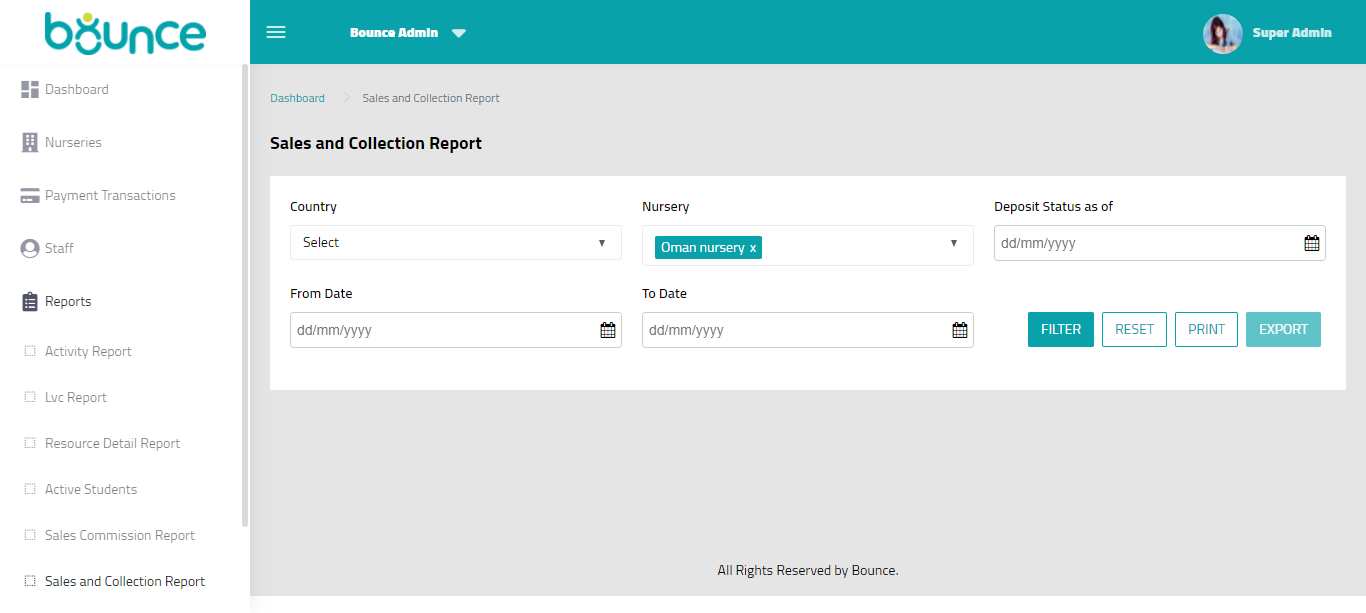 bounce
Bounce Admin
Super Admin
Dashboard
Nurseries
Payment Transactions
Staff
Reports
Activity Report
Lvc Report
Resource Detail Report
Active Students
Sales Commission Report
Sales and Collection Report
Dashboard
Sales and Collection Report
Sales and Collection Report
Country
Nursery
Deposit Status as of
Select
Oman nursery x
dd/mm/yyyy
From Date
To Date
dd/mm/yyyy
dd/mm/yyyy
FILTER
RESET
PRINT
EXPORT
All Rights Reserved by Bounce.